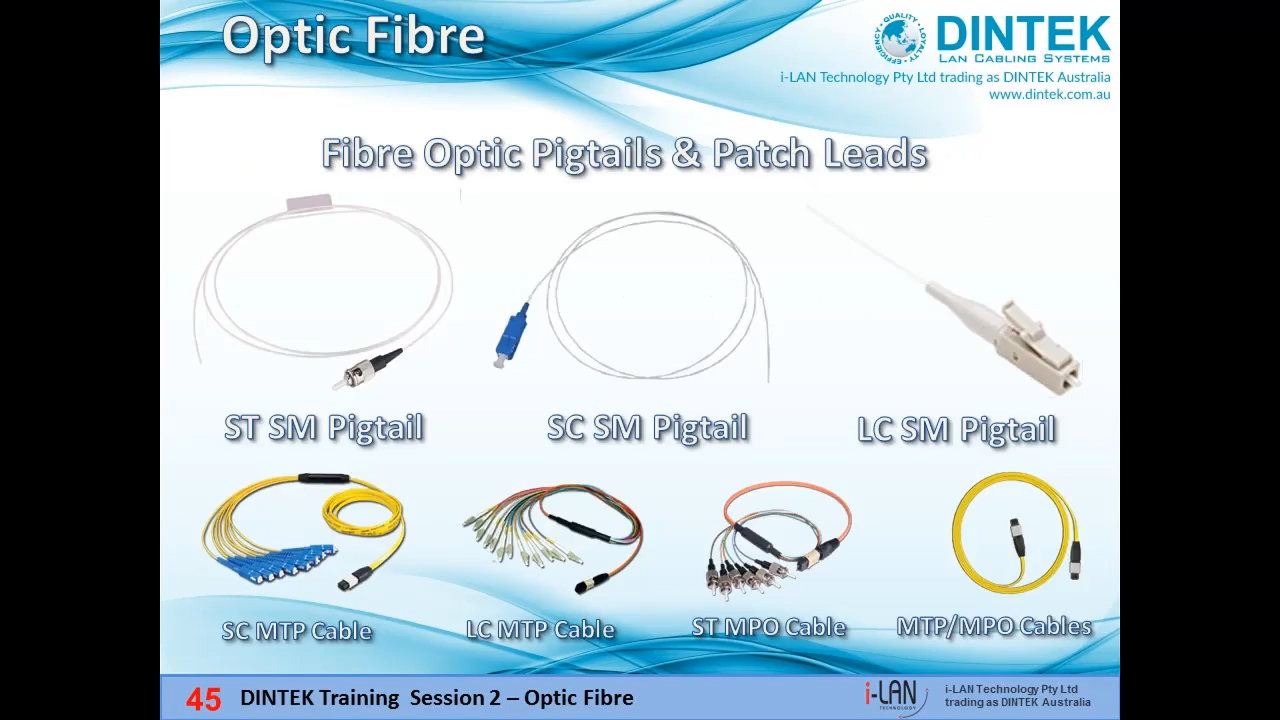 Optic Fibre
QUALITY
LOYALTY
EFFICIENCY
DINTEK
LAN CABLING SYSTEMS
i-LAN Technology Pty Ltd trading as DINTEK Australia
www.dintek.com.au
Fibre Optic Pigtails & Patch Leads
ST SM Pigtail
SC SM Pigtail
LC SM Pigtail
SC MTP Cable
LC MTP Cable
ST MPO Cable
MTP/MPO Cables
45
DINTEK Training Session 2 – Optic Fibre
i-LAN
TECHNOLOGY
i-LAN Technology Pty Ltd
trading as DINTEK Australia